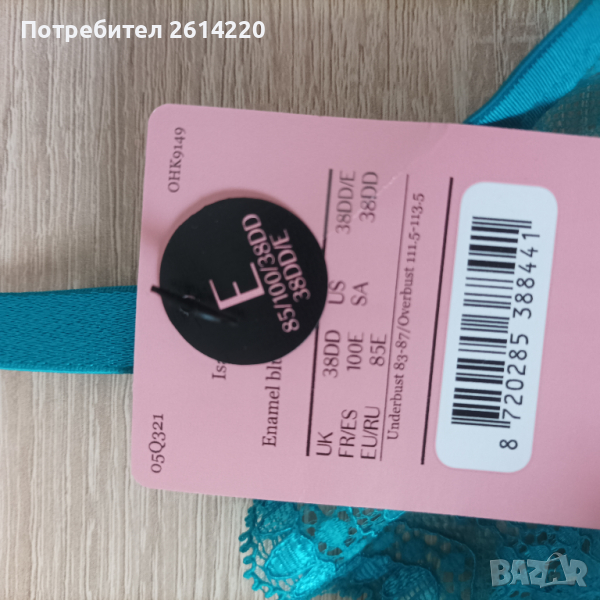 Потребител 2614220
OHK9149
05Q321
E
85/100/38DD
38DD/E
Enamel
UK 38DD US 38DD/E
FR/ES 100E SA 38DD
EU/RU 85E
Underbust 83-87/Overbust 111.5-113.5
8 720285 388441
BAZAR